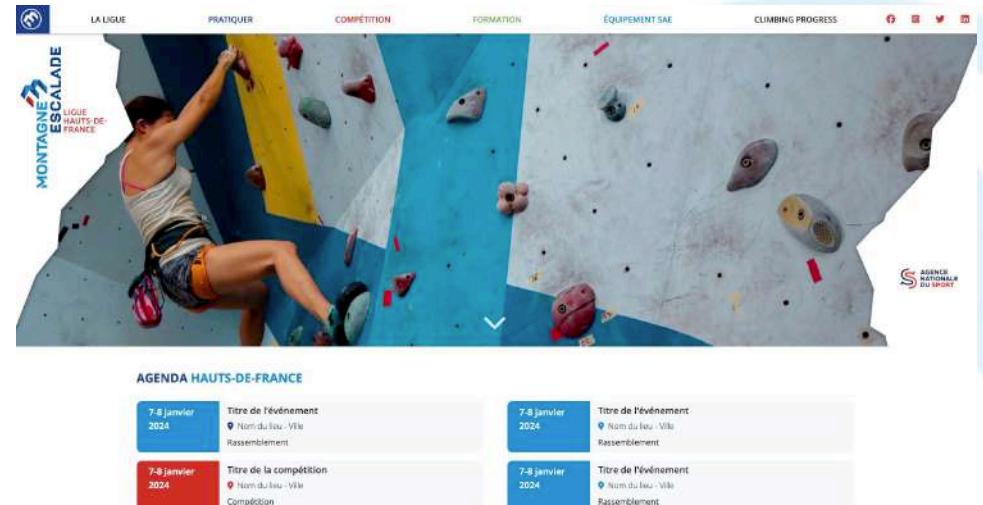 LA LIGUE
PRATIQUER
COMPÉTITION
FORMATION
ÉQUIPEMENT SAE
CLIMBING PROGRESS
MONTAGNE
ESCALADE
LIGUE
HAUTS-DE-
FRANCE
AGENCE
NATIONALE
DU SPORT
AGENDA HAUTS-DE-FRANCE
7-8 janvier
2024
Titre de l'événement
Nom du lieu - Ville
Rassemblement
7-8 janvier
2024
Titre de l'événement
Nom du lieu - Ville
Rassemblement
7-8 janvier
2024
Titre de la compétition
Nom du lieu - Ville
Compétition
7-8 janvier
2024
Titre de l'événement
Nom du lieu - Ville
Rassemblement